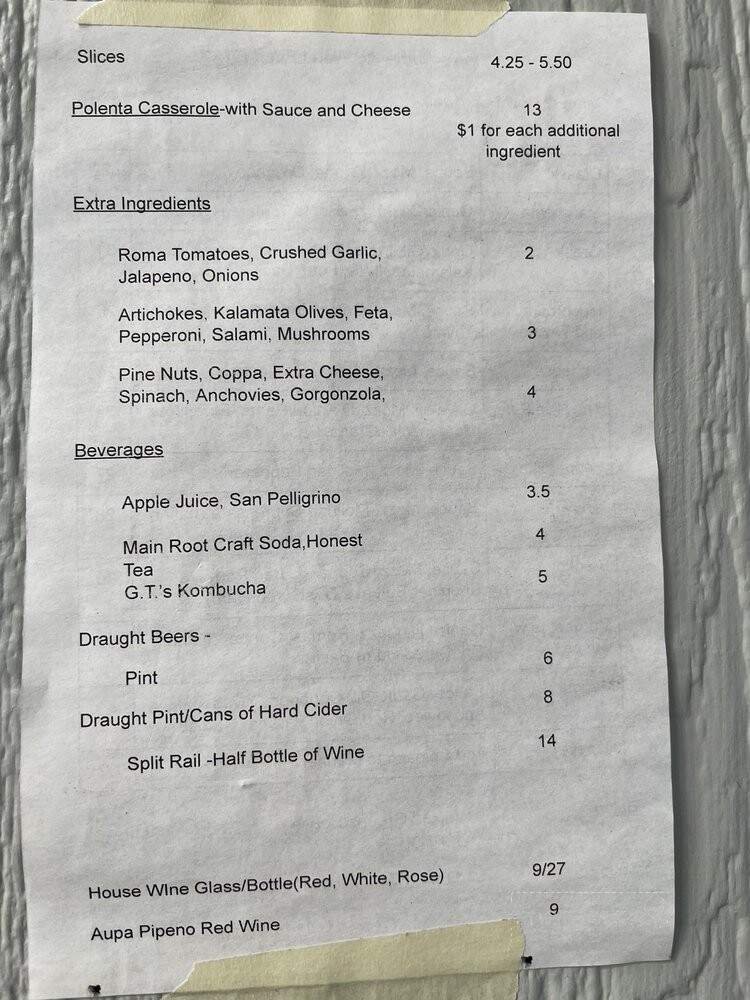 Slices 4.25 - 5.50
Polenta Casserole-with Sauce and Cheese 13
$1 for each additional
ingredient
Extra Ingredients
Roma Tomatoes, Crushed Garlic, 2
Jalapeno, Onions
Artichokes, Kalamata Olives, Feta,
Pepperoni, Salami, Mushrooms 3
Pine Nuts, Coppa, Extra Cheese,
Spinach, Anchovies, Gorgonzola, 4
Beverages
Apple Juice, San Pelligrino 3.5
Main Root Craft Soda,Honest 4
Tea
G.T.'s Kombucha 5
Draught Beers -
Pint 6
Draught Pint/Cans of Hard Cider 8
Split Rail -Half Bottle of Wine 14
House WIne Glass/Bottle(Red, White, Rose) 9/27
Aupa Pipeno Red Wine 9